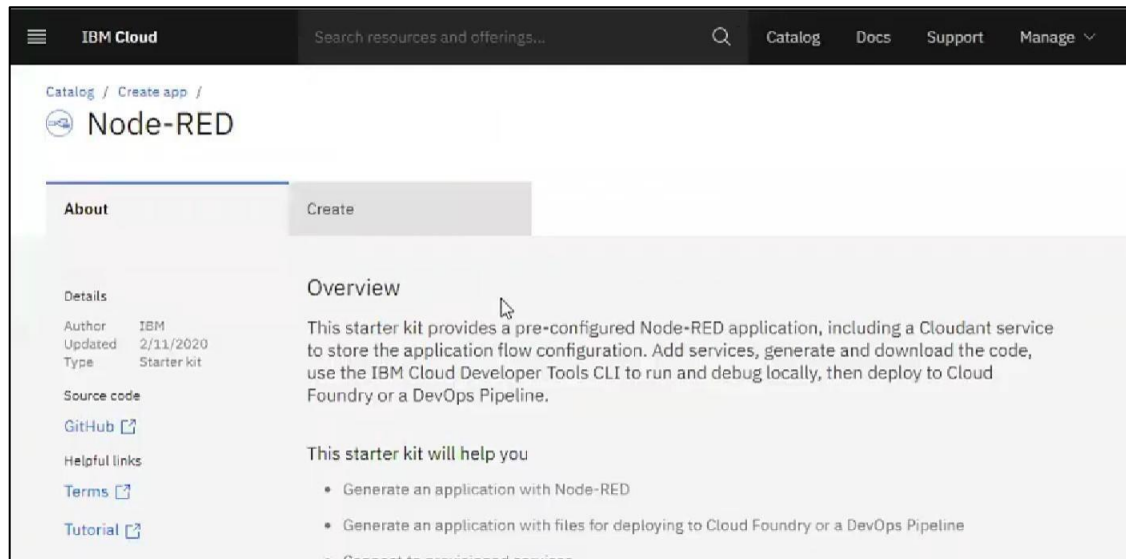 IBM Cloud
Search resources and offerings...
Catalog
Docs
Support
Manage
Catalog / Create app /
Node-RED
About
Create
Details
Author IBM
Updated 2/11/2020
Type Starter kit
Source code
GitHub
Helpful links
Terms
Tutorial
Overview
This starter kit provides a pre-configured Node-RED application, including a Cloudant service
to store the application flow configuration. Add services, generate and download the code,
use the IBM Cloud Developer Tools CLI to run and debug locally, then deploy to Cloud
Foundry or a DevOps Pipeline.
This starter kit will help you
• Generate an application with Node-RED
• Generate an application with files for deploying to Cloud Foundry or a DevOps Pipeline
• Connect to provisioned services